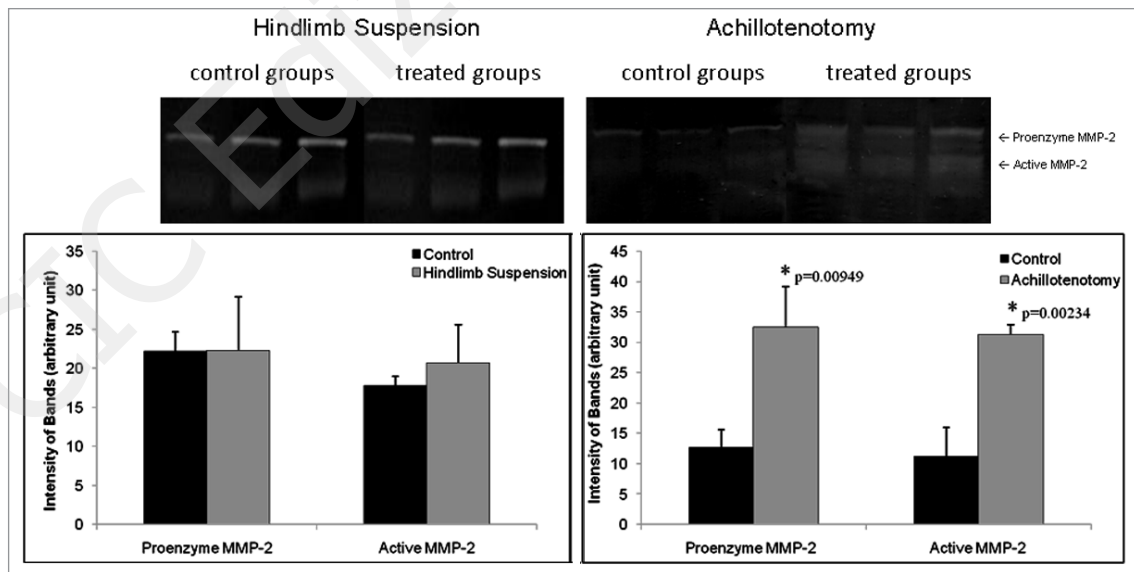 Hindlimb Suspension
control groups treated groups
Achillotenotomy
control groups treated groups
← Proenzyme MMP-2
← Active MMP-2
Intensity of Bands (arbitrary unit)
35
30
25
20
15
10
5
0
Control
Hindlimb Suspension
Proenzyme MMP-2 Active MMP-2
Intensity of Bands (arbitrary unit)
45
40
35
30
25
20
15
10
5
0
Control
Achillotenotomy
* p=0.00949
* p=0.00234
Proenzyme MMP-2 Active MMP-2
CIC Ediz